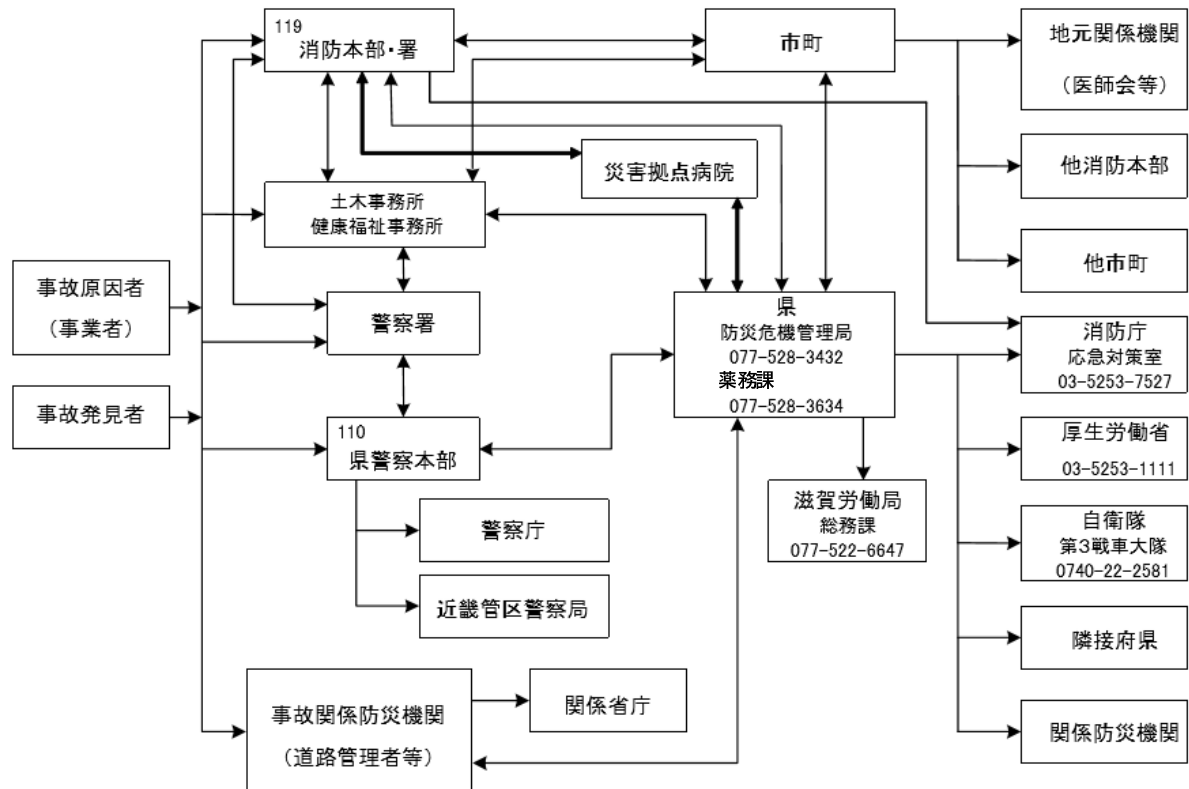 119
消防本部・署
市町
地元関係機関
（医師会等）
他消防本部
災害拠点病院
土木事務所
健康福祉事務所
他市町
事故原因者
（事業者）
警察署
県
防災危機管理局
077-528-3432
薬務課
077-528-3634
消防庁
応急対策室
03-5253-7527
事故発見者
110
県警察本部
厚生労働省
03-5253-1111
滋賀労働局
総務課
077-522-6647
警察庁
自衛隊
第3戦車大隊
0740-22-2581
近畿管区警察局
隣接府県
事故関係防災機関
（道路管理者等）
関係省庁
関係防災機関